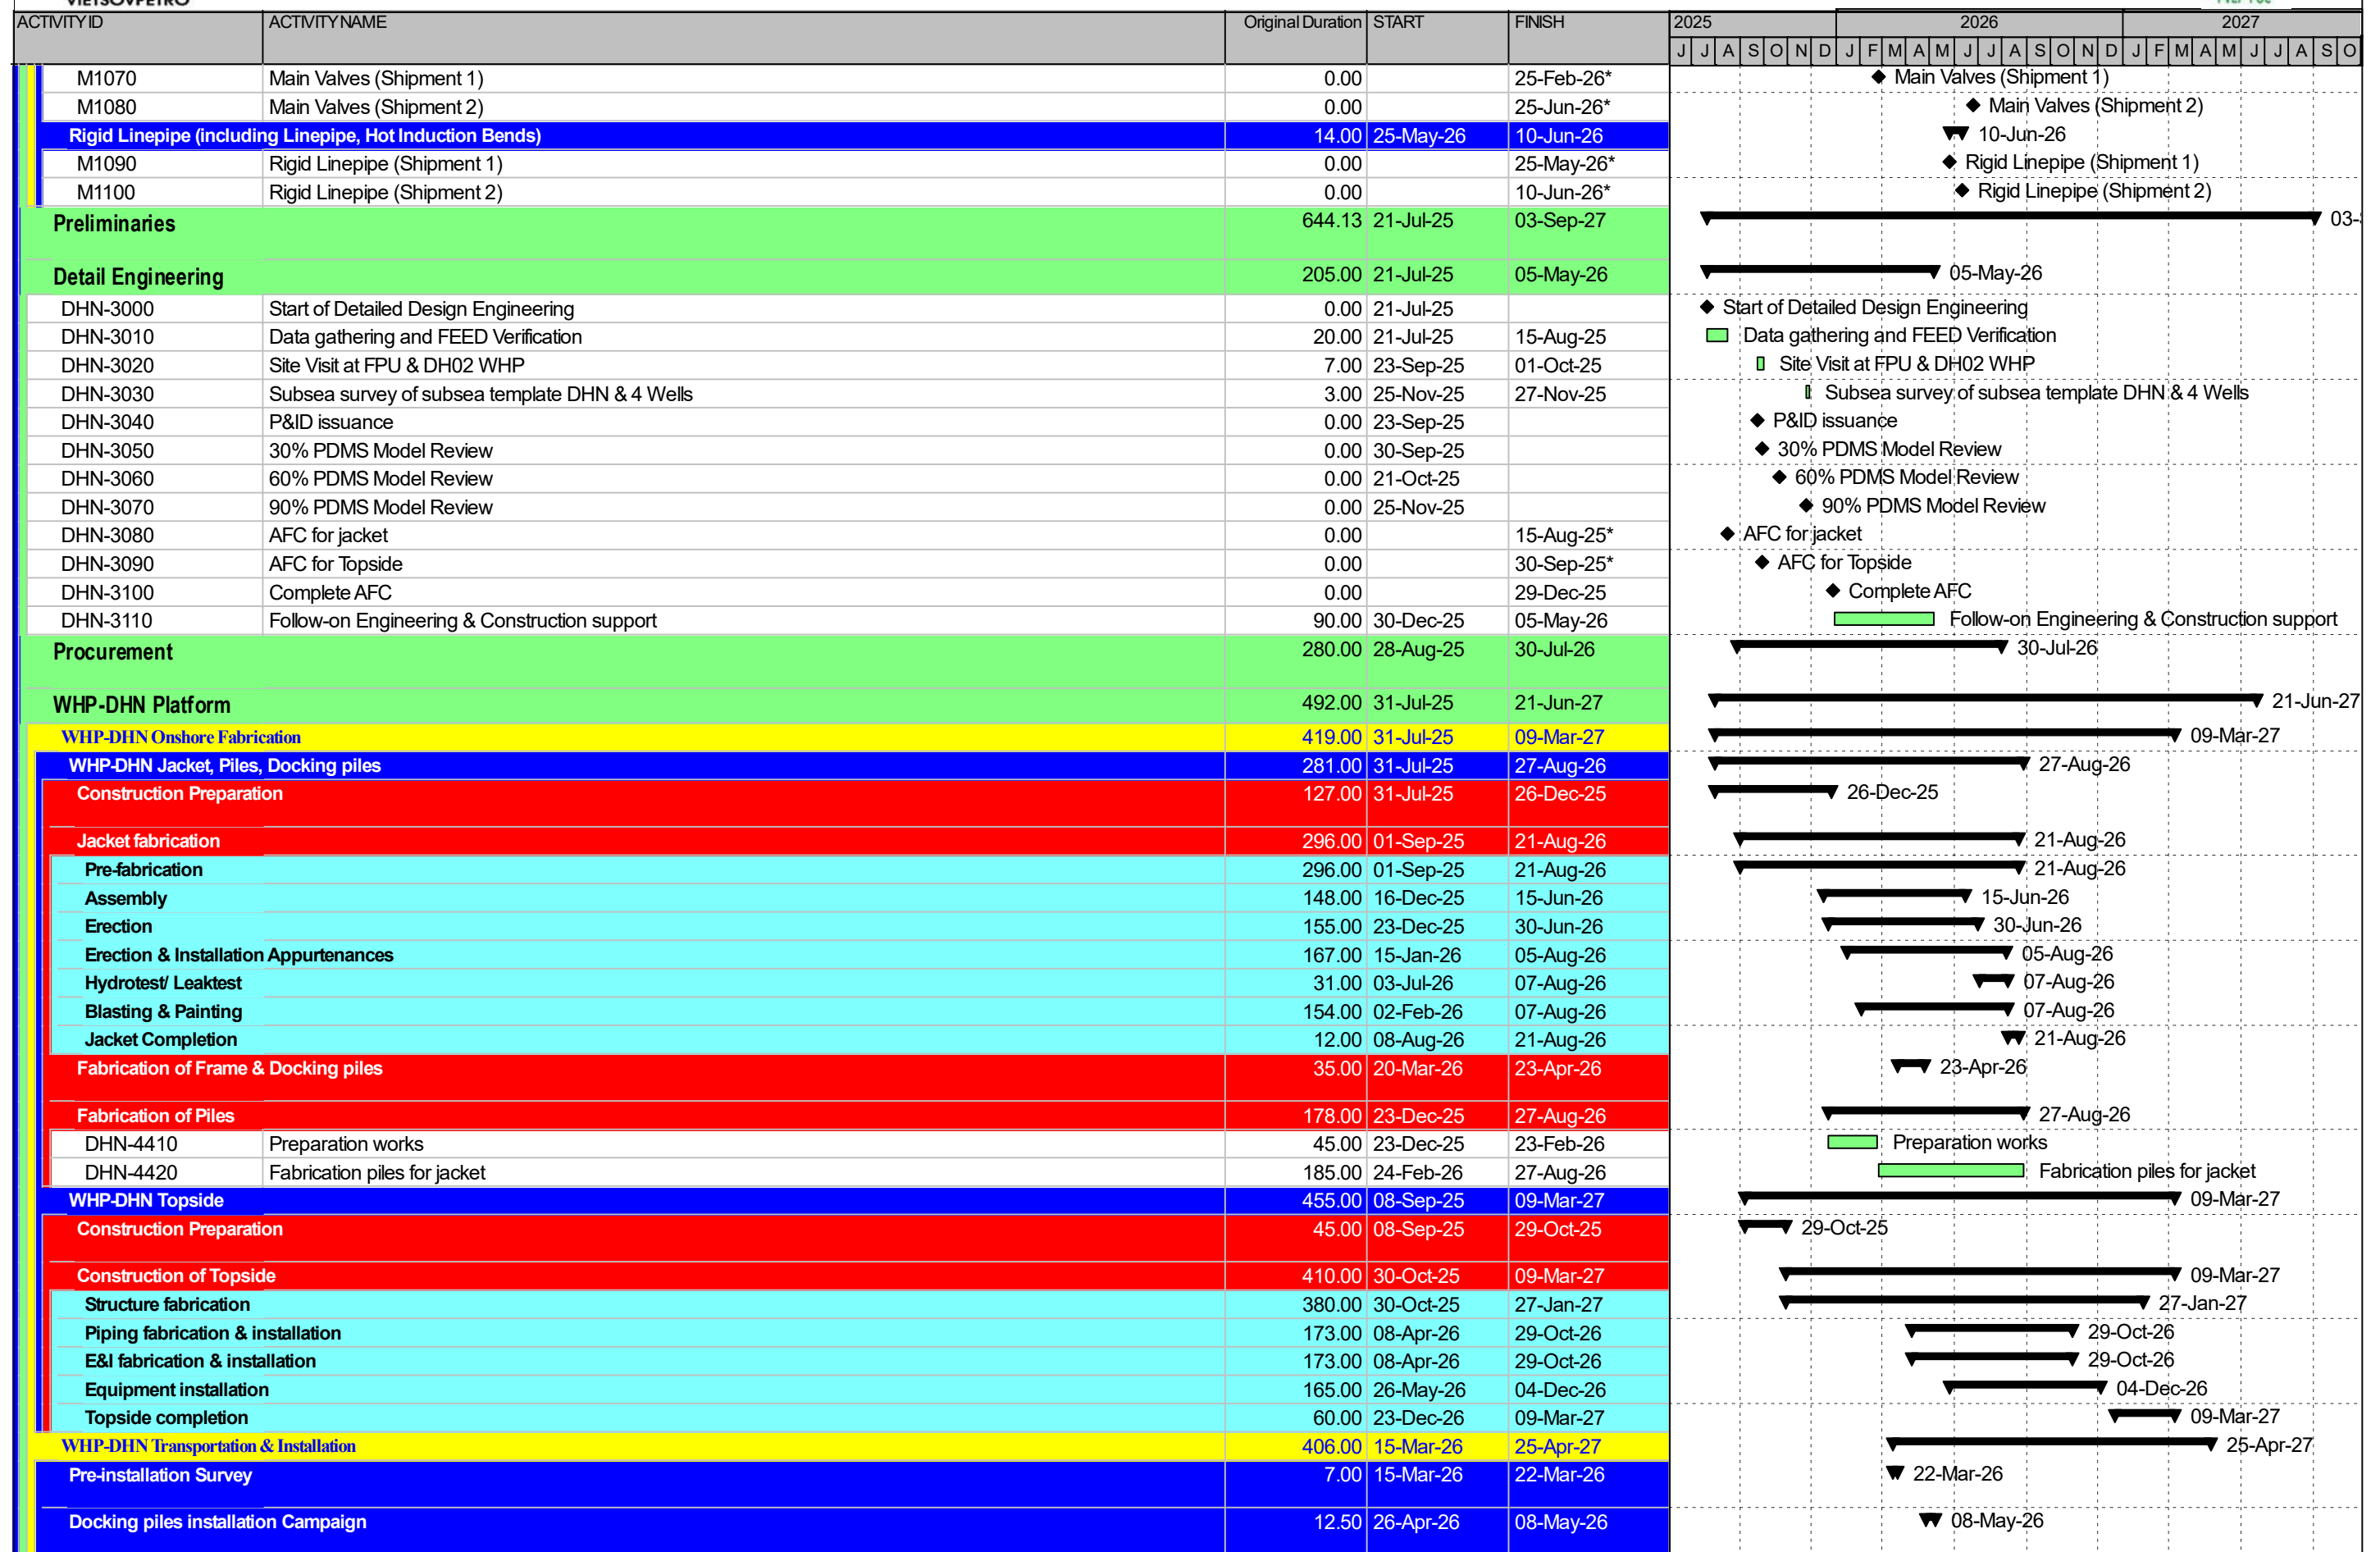 VIETSOVPETRO
ACTIVITY ID ACTIVITY NAME Original Duration START FINISH 2025 2026 2027
J J A S O N D J F M A M J J A S O N D J F M A M J J A S O
M1070 Main Valves (Shipment 1) 0.00 25-Feb-26* Main Valves (Shipment 1)
M1080 Main Valves (Shipment 2) 0.00 25-Jun-26* Main Valves (Shipment 2)
Rigid Linepipe (including Linepipe, Hot Induction Bends) 14.00 25-May-26 10-Jun-26 10-Jun-26
M1090 Rigid Linepipe (Shipment 1) 0.00 25-May-26* Rigid Linepipe (Shipment 1)
M1100 Rigid Linepipe (Shipment 2) 0.00 10-Jun-26* Rigid Linepipe (Shipment 2)
Preliminaries 644.13 21-Jul-25 03-Sep-27 03-
Detail Engineering 205.00 21-Jul-25 05-May-26 05-May-26
DHN-3000 Start of Detailed Design Engineering 0.00 21-Jul-25 Start of Detailed Design Engineering
DHN-3010 Data gathering and FEED Verification 20.00 21-Jul-25 15-Aug-25 Data gathering and FEED Verification
DHN-3020 Site Visit at FPU & DH02 WHP 7.00 23-Sep-25 01-Oct-25 Site Visit at FPU & DH02 WHP
DHN-3030 Subsea survey of subsea template DHN & 4 Wells 3.00 25-Nov-25 27-Nov-25 Subsea survey of subsea template DHN & 4 Wells
DHN-3040 P&ID issuance 0.00 23-Sep-25 P&ID issuance
DHN-3050 30% PDMS Model Review 0.00 30-Sep-25 30% PDMS Model Review
DHN-3060 60% PDMS Model Review 0.00 21-Oct-25 60% PDMS Model Review
DHN-3070 90% PDMS Model Review 0.00 25-Nov-25 90% PDMS Model Review
DHN-3080 AFC for jacket 0.00 15-Aug-25* AFC for jacket
DHN-3090 AFC for Topside 0.00 30-Sep-25* AFC for Topside
DHN-3100 Complete AFC 0.00 29-Dec-25 Complete AFC
DHN-3110 Follow-on Engineering & Construction support 90.00 30-Dec-25 05-May-26 Follow-on Engineering & Construction support
Procurement 280.00 28-Aug-25 30-Jul-26 30-Jul-26
WHP-DHN Platform 492.00 31-Jul-25 21-Jun-27 21-Jun-27
WHP-DHN Onshore Fabrication 419.00 31-Jul-25 09-Mar-27 09-Mar-27
WHP-DHN Jacket, Piles, Docking piles 281.00 31-Jul-25 27-Aug-26 27-Aug-26
Construction Preparation 127.00 31-Jul-25 26-Dec-25 26-Dec-25
Jacket fabrication 296.00 01-Sep-25 21-Aug-26 21-Aug-26
Pre-fabrication 296.00 01-Sep-25 21-Aug-26 21-Aug-26
Assembly 148.00 16-Dec-25 15-Jun-26 15-Jun-26
Erection 155.00 23-Dec-25 30-Jun-26 30-Jun-26
Erection & Installation Appurtenances 167.00 15-Jan-26 05-Aug-26 05-Aug-26
Hydrotest/ Leaktest 31.00 03-Jul-26 07-Aug-26 07-Aug-26
Blasting & Painting 154.00 02-Feb-26 07-Aug-26 07-Aug-26
Jacket Completion 12.00 08-Aug-26 21-Aug-26 21-Aug-26
Fabrication of Frame & Docking piles 35.00 20-Mar-26 23-Apr-26 23-Apr-26
Fabrication of Piles 178.00 23-Dec-25 27-Aug-26 27-Aug-26
DHN-4410 Preparation works 45.00 23-Dec-25 23-Feb-26 Preparation works
DHN-4420 Fabrication piles for jacket 185.00 24-Feb-26 27-Aug-26 Fabrication piles for jacket
WHP-DHN Topside 455.00 08-Sep-25 09-Mar-27 09-Mar-27
Construction Preparation 45.00 08-Sep-25 29-Oct-25 29-Oct-25
Construction of Topside 410.00 30-Oct-25 09-Mar-27 09-Mar-27
Structure fabrication 380.00 30-Oct-25 27-Jan-27 27-Jan-27
Piping fabrication & installation 173.00 08-Apr-26 29-Oct-26 29-Oct-26
E&I fabrication & installation 173.00 08-Apr-26 29-Oct-26 29-Oct-26
Equipment installation 165.00 26-May-26 04-Dec-26 04-Dec-26
Topside completion 60.00 23-Dec-26 09-Mar-27 09-Mar-27
WHP-DHN Transportation & Installation 406.00 15-Mar-26 25-Apr-27 25-Apr-27
Pre-installation Survey 7.00 15-Mar-26 22-Mar-26 22-Mar-26
Docking piles installation Campaign 12.50 26-Apr-26 08-May-26 08-May-26